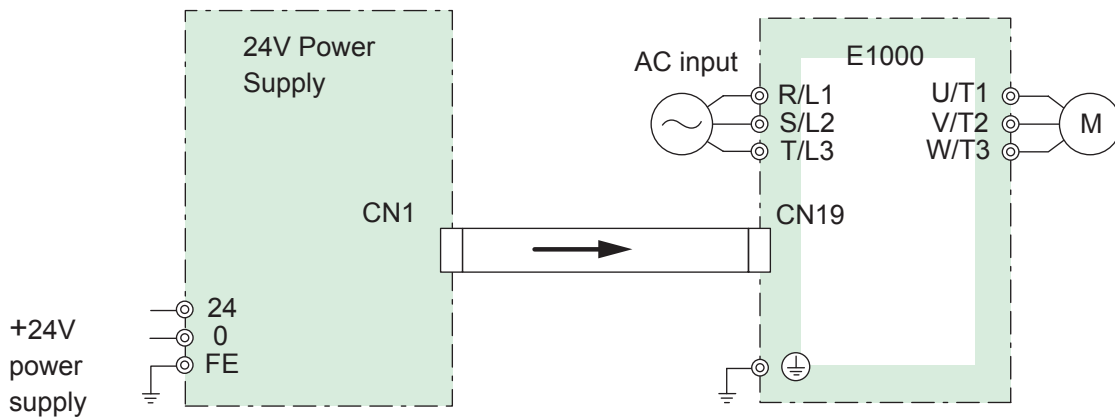 24V Power
Supply
AC input
E1000
R/L1
U/T1
S/L2
V/T2
M
T/L3
W/T3
CN1
CN19
24
+24V
0
power
FE
supply